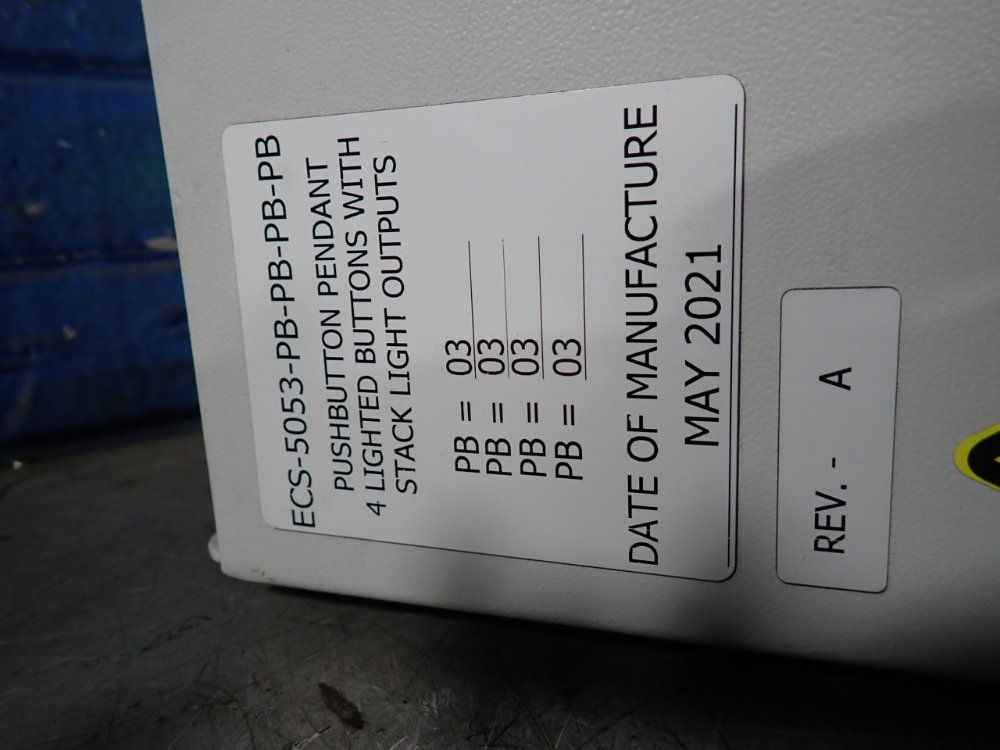 ECS-5053-PB-PB-PB-PB
PUSHBUTTON PENDANT
4 LIGHTED BUTTONS WITH
STACK LIGHT OUTPUTS
PB = 03
PB = 03
PB = 03
PB = 03
DATE OF MANUFACTURE
MAY 2021
REV. - A